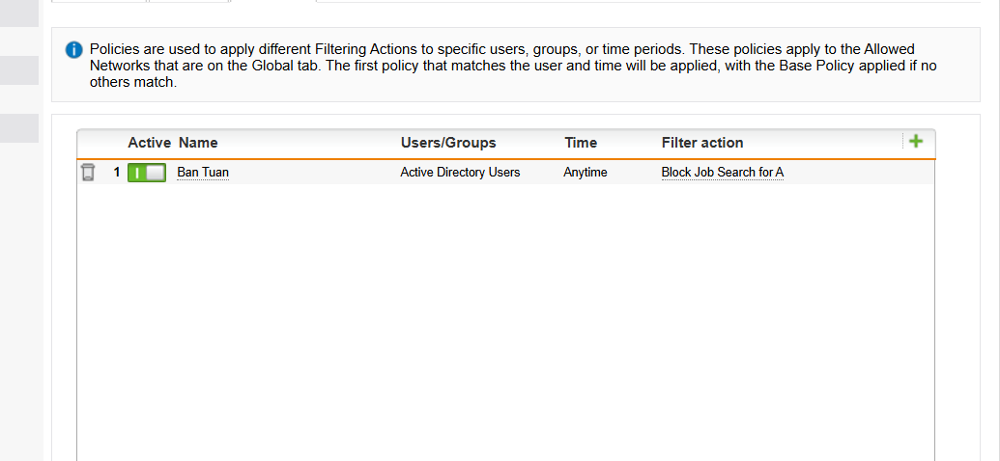 Policies are used to apply different Filtering Actions to specific users, groups, or time periods. These policies apply to the Allowed
Networks that are on the Global tab. The first policy that matches the user and time will be applied, with the Base Policy applied if no
others match.
Active Name Users/Groups Time Filter action
1 Ban Tuan Active Directory Users Anytime Block Job Search for A